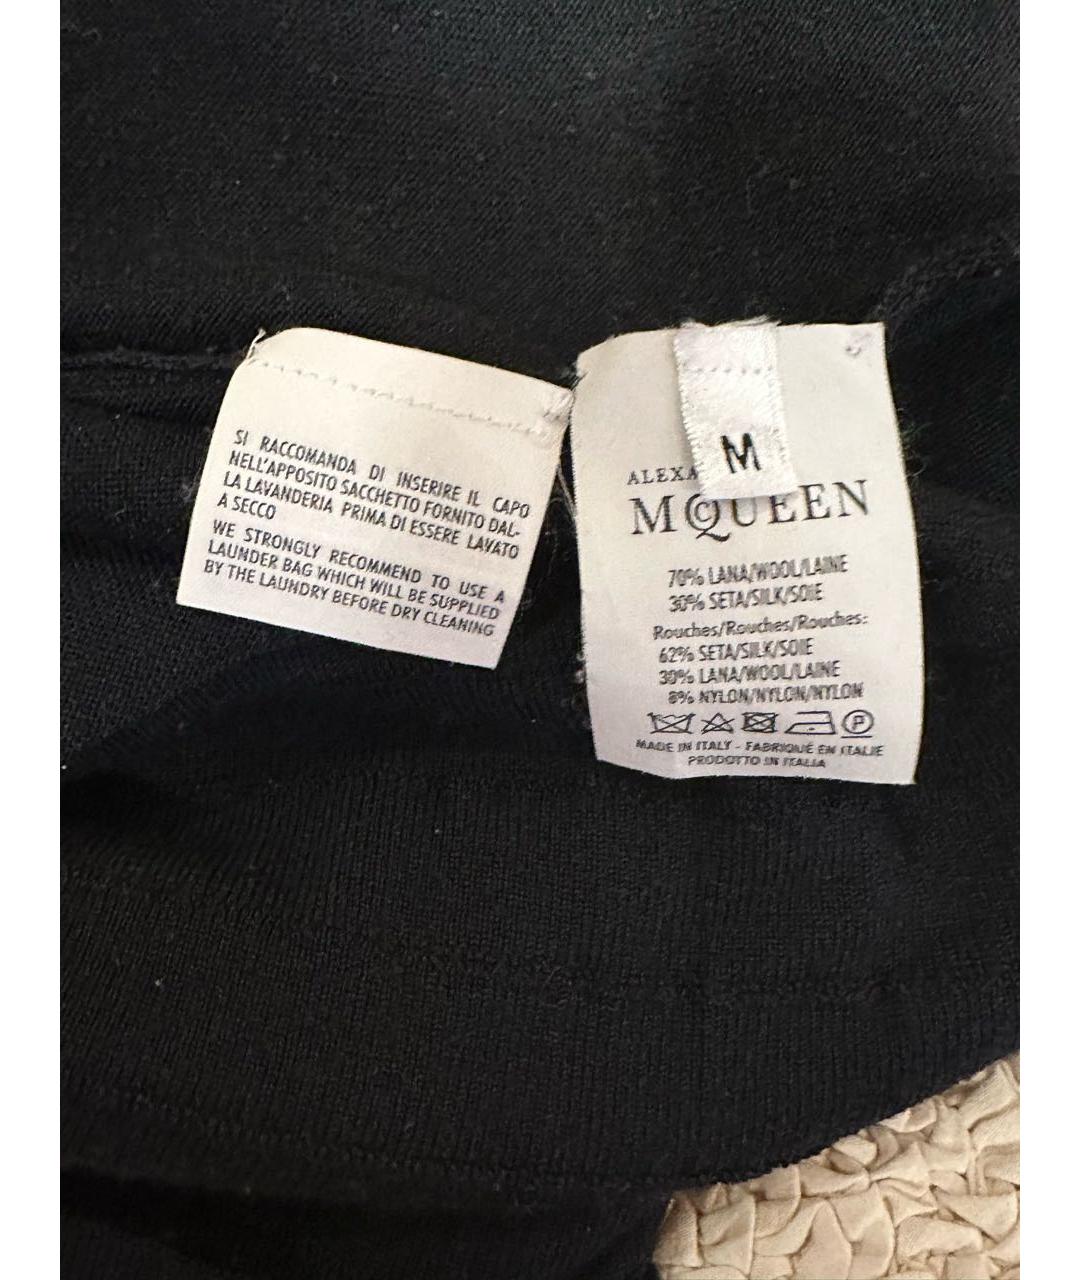 SI RACCOMANDA DI INSERIRE IL CAPO
NELL'APPOSITO SACCHETTO FORNITO DAL-
LA LAVANDERIA PRIMA DI ESSERE LAVATO
A SECCO
WE STRONGLY RECOMMEND TO USE A
LAUNDER BAG WHICH WILL BE SUPPLIED
BY THE LAUNDRY BEFORE DRY CLEANING
M
ALEXA
McQUEEN
70% LANA/WOOL/LAINE
30% SETA/SILK/SOIE
Rouches/Rouches/Rouches:
62% SETA/SILK/SOIE
30% LANA/WOOL/LAINE
8% NYLON/NYLON/NYLON
P
MADE IN ITALY - FABRIQUÉ EN ITALIE
PRODOTTO IN ITALIA